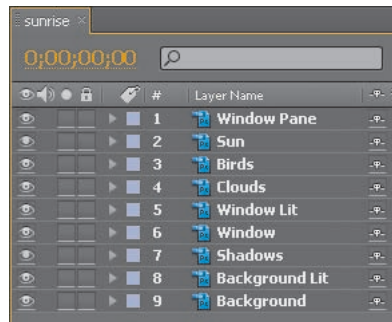 sunrise
0;00;00;00
# Layer Name
1 Window Pane
2 Sun
3 Birds
4 Clouds
5 Window Lit
6 Window
7 Shadows
8 Background Lit
9 Background